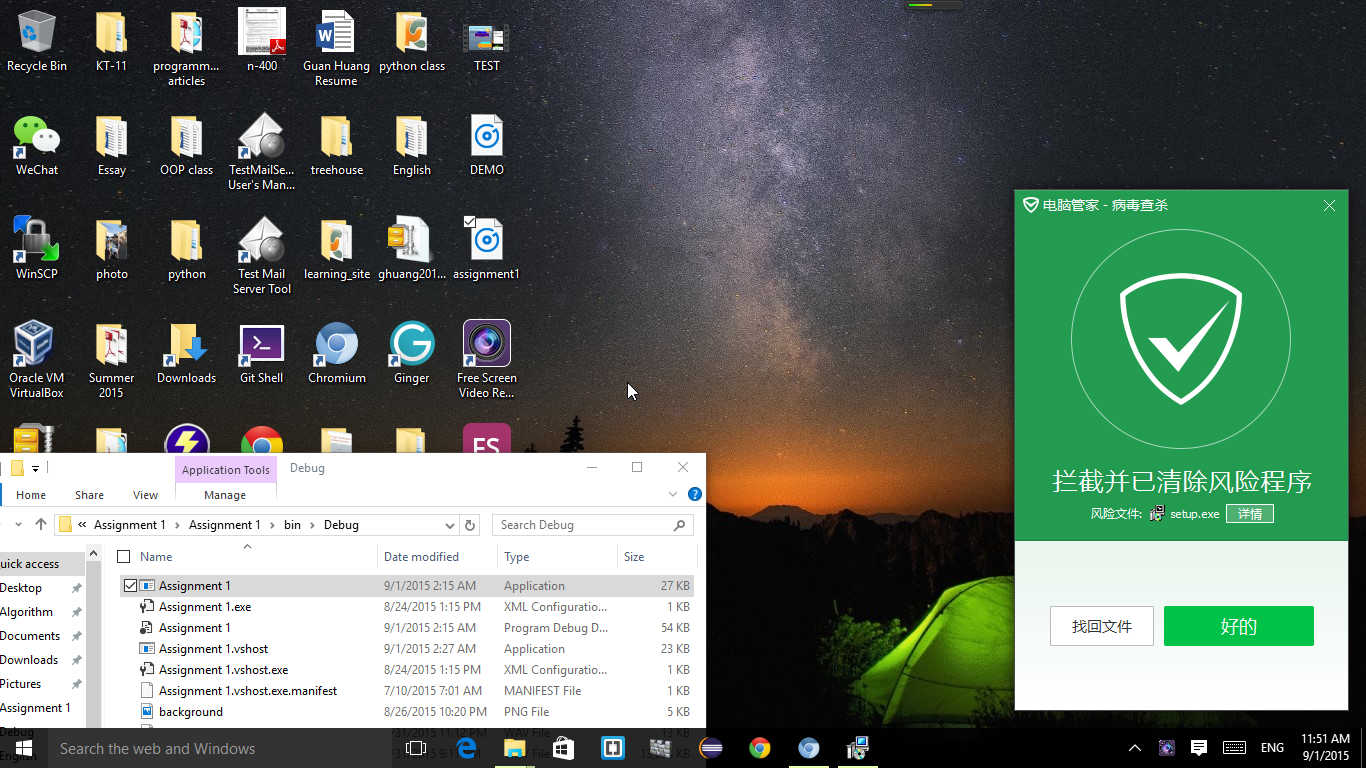 Recycle Bin
KT-11
programm...
articles
n-400
Guan Huang
Resume
python class
TEST
WeChat
Essay
OOP class
TestMailSe...
User's Man...
treehouse
English
DEMO
WinSCP
photo
python
Test Mail
Server Tool
learning_site
ghuang201...
assignment1
Oracle VM
VirtualBox
Summer
2015
Downloads
Git Shell
Chromium
Ginger
Free Screen
Video Re...
ES
电脑管家 - 病毒查杀
拦截并已清除风险程序
风险文件: setup.exe 详情
找回文件 好的
Application Tools Debug
Home Share View Manage
« Assignment 1 › Assignment 1 › bin › Debug
Search Debug
Name Date modified Type Size
uick access
Desktop
Algorithm
Documents
Downloads
Pictures
Assignment 1
Debug
English
Assignment 1 9/1/2015 2:15 AM Application 27 KB
Assignment 1.exe 8/24/2015 1:15 PM XML Configuratio... 1 KB
Assignment 1 9/1/2015 2:15 AM Program Debug D... 54 KB
Assignment 1.vshost 9/1/2015 2:27 AM Application 23 KB
Assignment 1.vshost.exe 8/24/2015 1:15 PM XML Configuratio... 1 KB
Assignment 1.vshost.exe.manifest 7/10/2015 7:01 AM MANIFEST File 1 KB
background 8/26/2015 10:20 PM PNG File 5 KB
Search the web and Windows
ENG
11:51 AM
9/1/2015